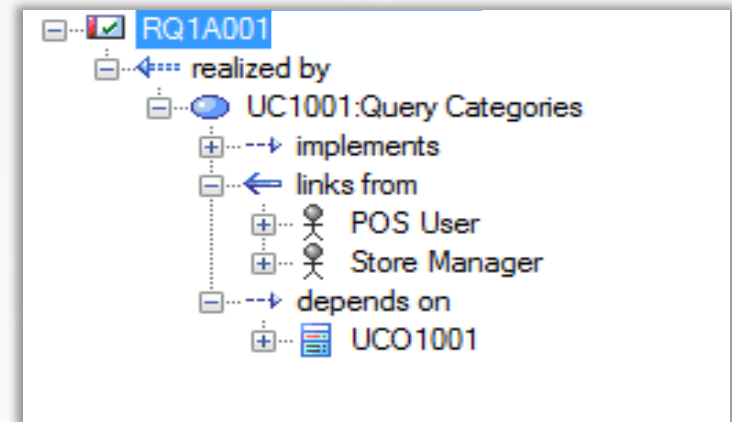 RQ1A001
realized by
UC1001:Query Categories
implements
links from
POS User
Store Manager
depends on
UCO1001